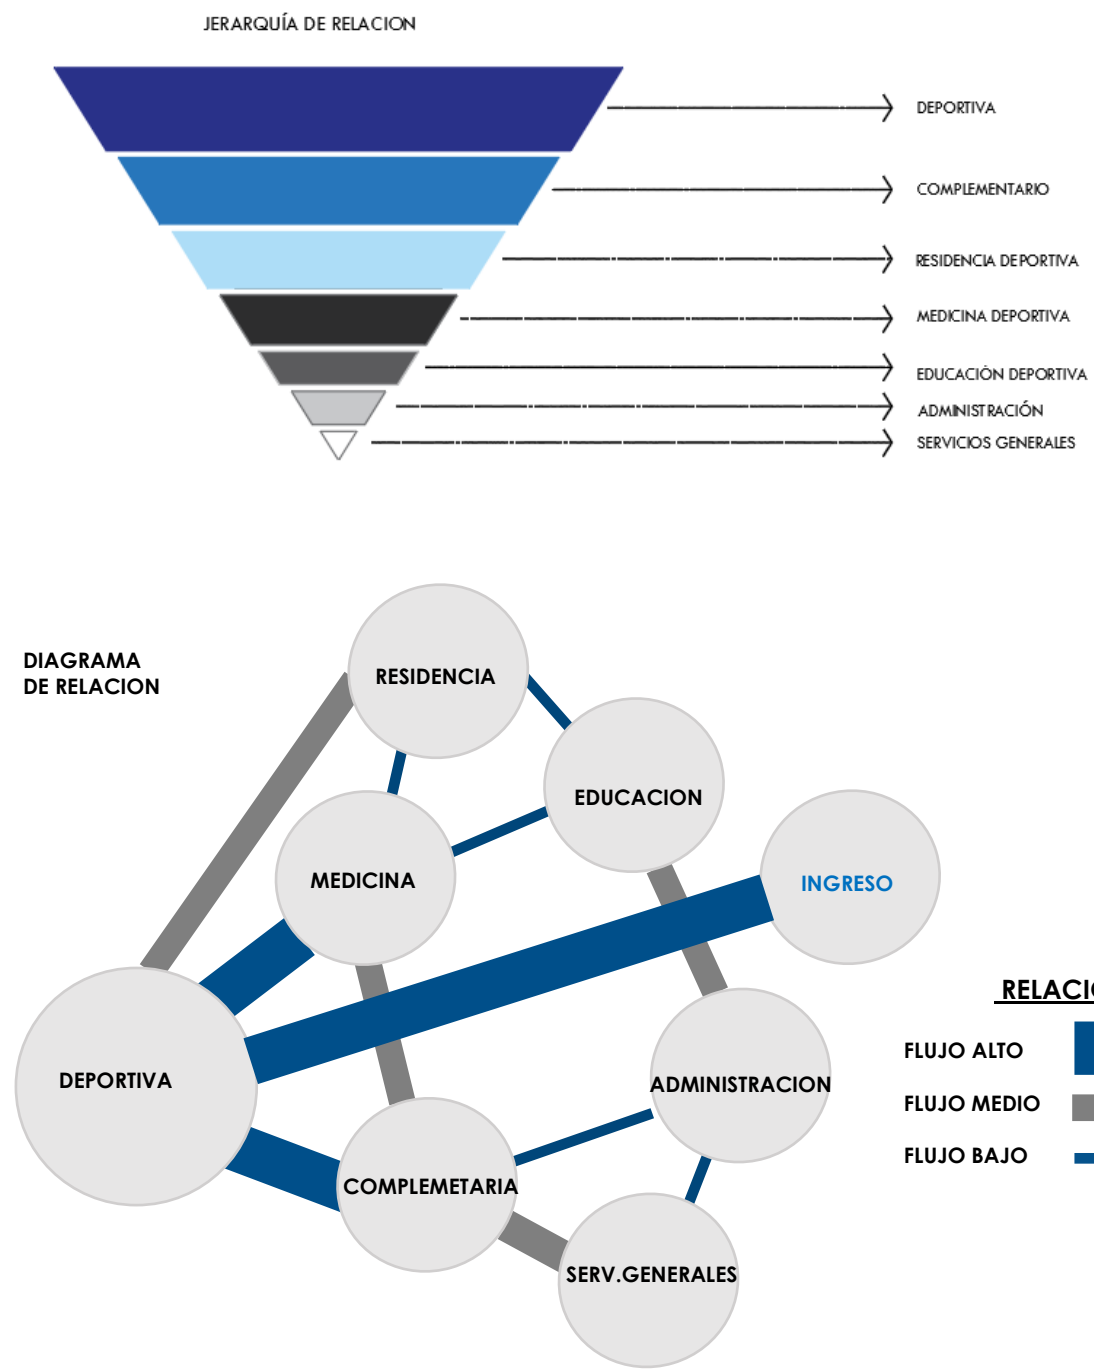 JERARQUÍA DE RELACION
DEPORTIVA
COMPLEMENTARIO
RESIDENCIA DEPORTIVA
MEDICINA DEPORTIVA
EDUCACIÓN DEPORTIVA
ADMINISTRACIÓN
SERVICIOS GENERALES
DIAGRAMA
DE RELACION
RESIDENCIA
EDUCACION
MEDICINA
INGRESO
DEPORTIVA
ADMINISTRACION
COMPLEMETARIA
SERV.GENERALES
FLUJO ALTO
FLUJO MEDIO
FLUJO BAJO